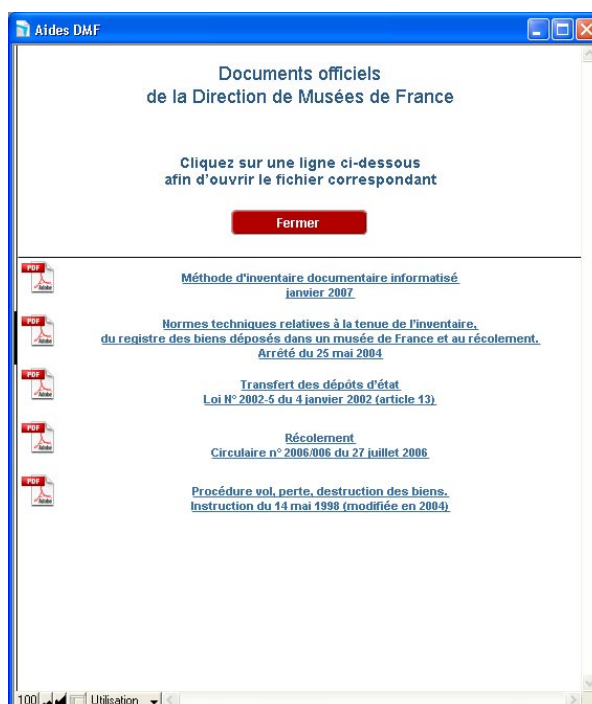 Aides DMF
Documents officiels
de la Direction de Musées de France
Cliquez sur une ligne ci-dessous
afin d'ouvrir le fichier correspondant
Fermer
PDF
Adobe
Méthode d'inventaire documentaire informatisé
janvier 2007
PDF
Adobe
Normes techniques relatives à la tenue de l'inventaire,
du registre des biens déposés dans un musée de France et au récolement.
Arrêté du 25 mai 2004
PDF
Adobe
Transfert des dépôts d'état
Loi N° 2002-5 du 4 janvier 2002 (article 13)
PDF
Adobe
Récolement
Circulaire n° 2006/006 du 27 juillet 2006
PDF
Adobe
Procédure vol, perte, destruction des biens.
Instruction du 14 mai 1998 (modifiée en 2004)
100 Utilisation